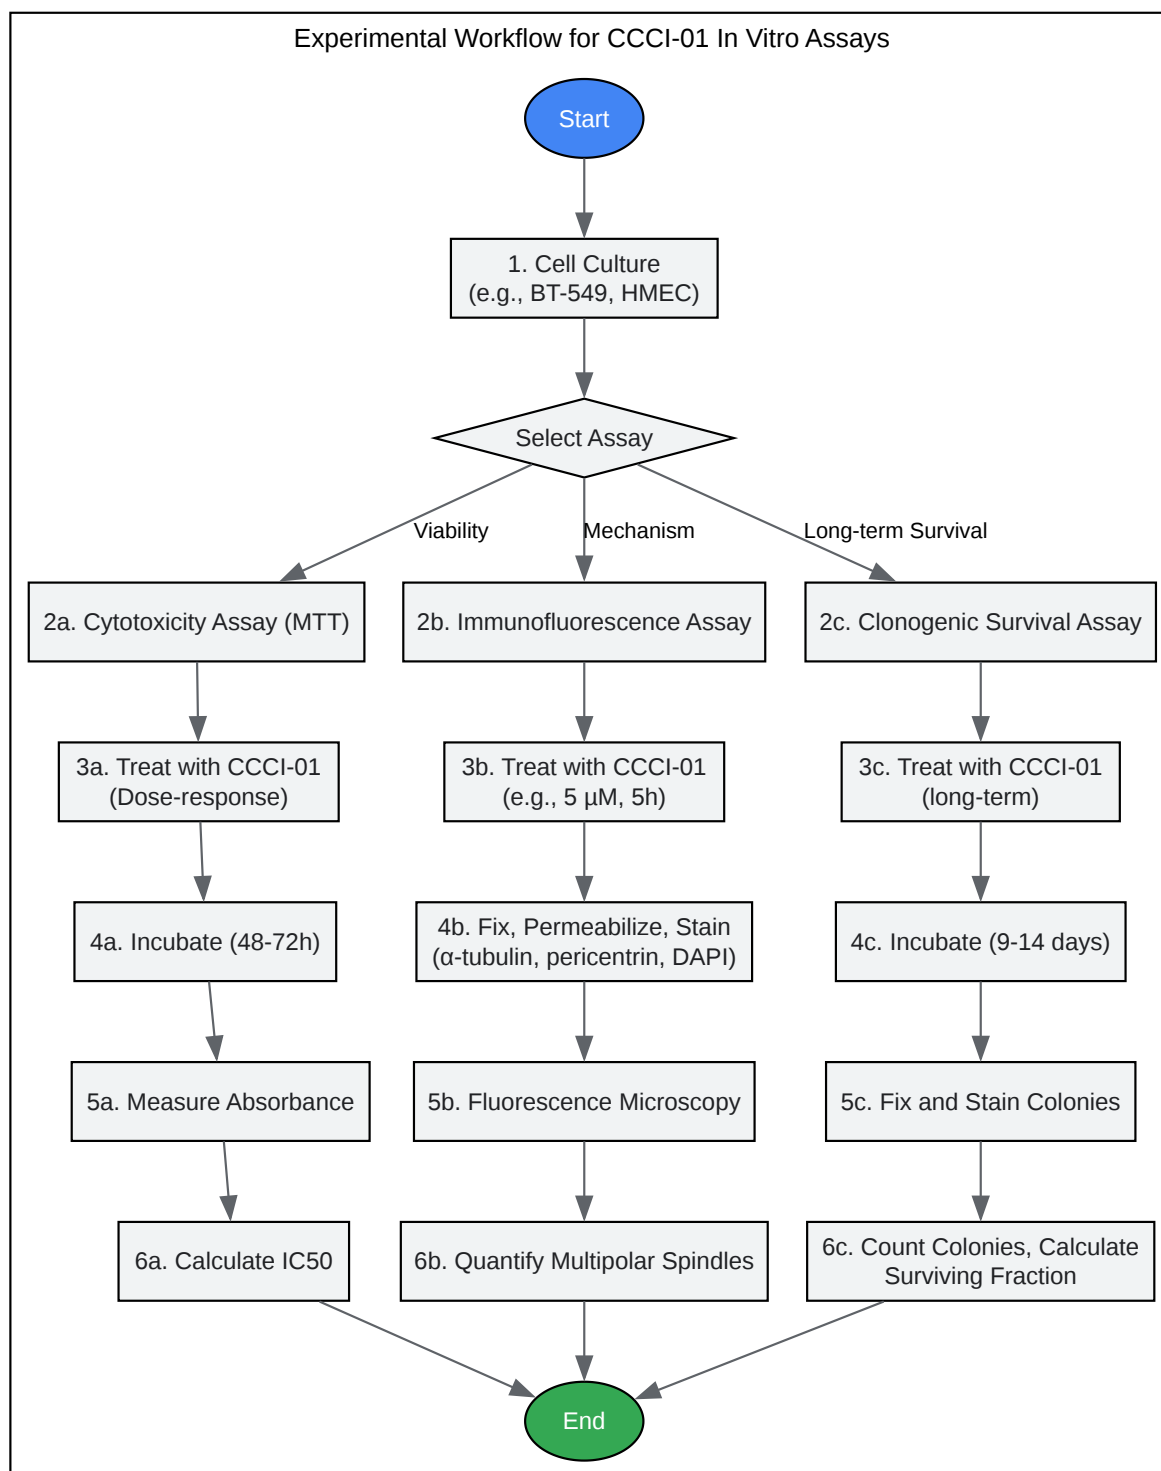 Experimental Workflow for CCCI-01 In Vitro Assays
Start
1. Cell Culture
(e.g., BT-549, HMEC)
Select Assay
Viability
Mechanism
Long-term Survival
2a. Cytotoxicity Assay (MTT)
2b. Immunofluorescence Assay
2c. Clonogenic Survival Assay
3a. Treat with CCCI-01
(Dose-response)
3b. Treat with CCCI-01
(e.g., 5 µM, 5h)
3c. Treat with CCCI-01
(long-term)
4a. Incubate (48-72h)
4b. Fix, Permeabilize, Stain
(α-tubulin, pericentrin, DAPI)
4c. Incubate (9-14 days)
5a. Measure Absorbance
5b. Fluorescence Microscopy
5c. Fix and Stain Colonies
6a. Calculate IC50
6b. Quantify Multipolar Spindles
6c. Count Colonies, Calculate
Surviving Fraction
End